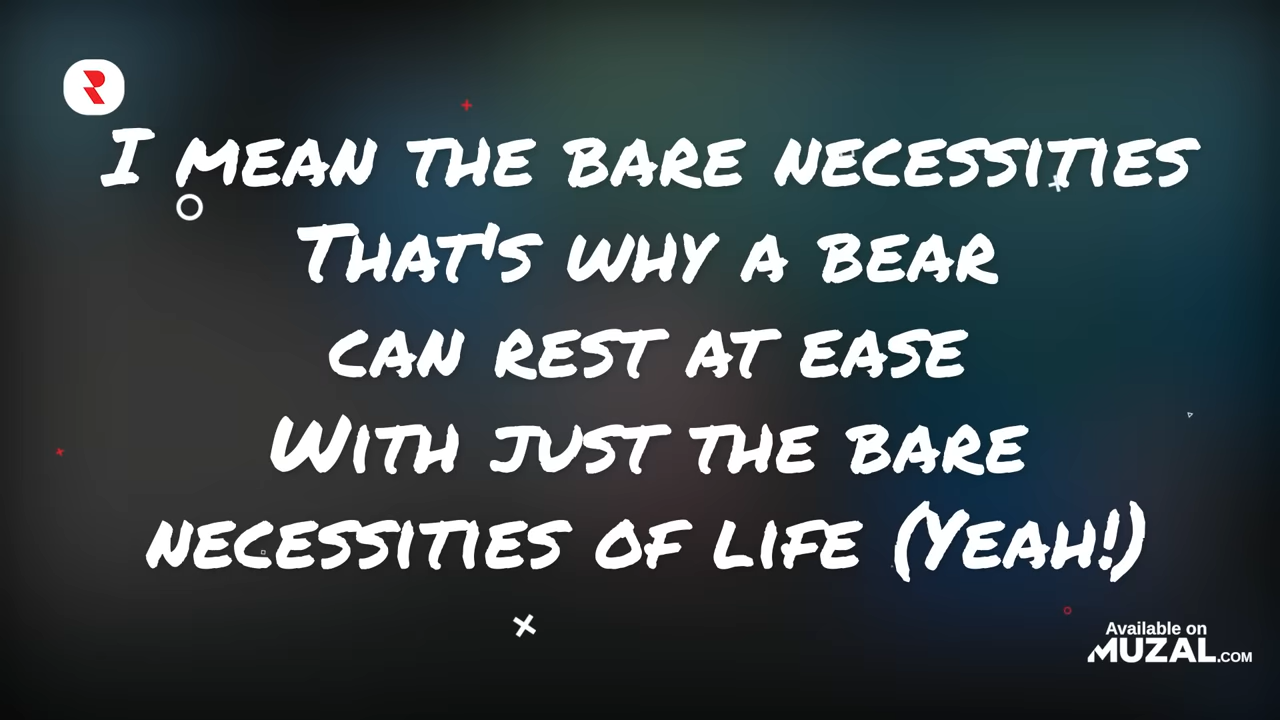 I mean the bare necessities
That's why a bear
can rest at ease
With just the bare
necessities of life (Yeah!)
Available on
MUZAL.COM